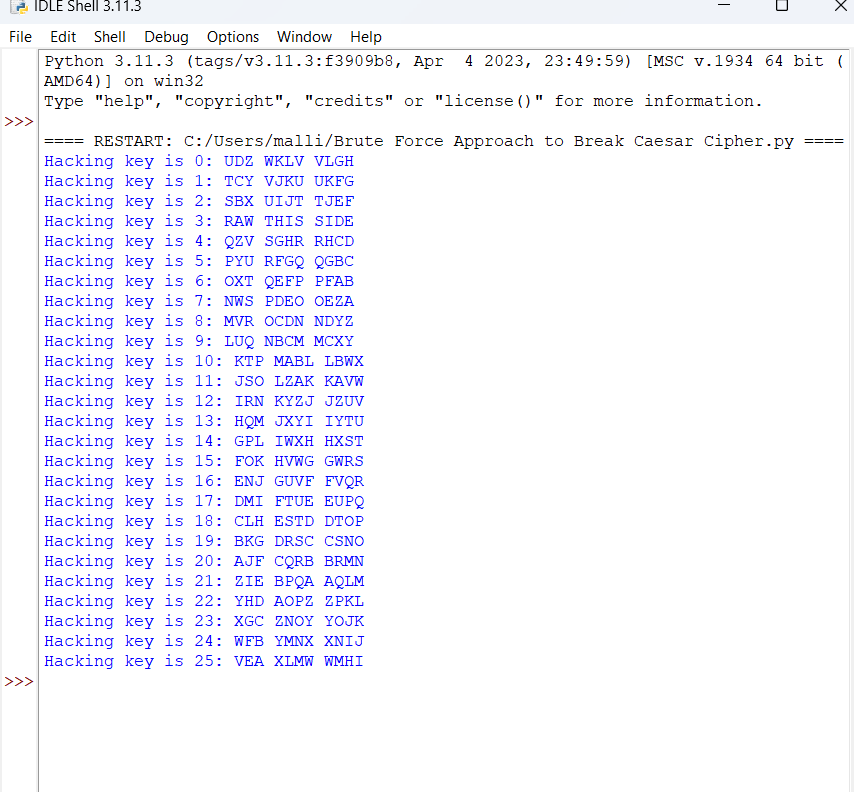 IDLE Shell 3.11.3
File Edit Shell Debug Options Window Help
Python 3.11.3 (tags/v3.11.3:f3909b8, Apr  4 2023, 23:49:59) [MSC v.1934 64 bit (
AMD64)] on win32
Type "help", "copyright", "credits" or "license()" for more information.
>>>
==== RESTART: C:/Users/malli/Brute Force Approach to Break Caesar Cipher.py ====
Hacking key is 0: UDZ WKLV VLGH
Hacking key is 1: TCY VJKU UKFG
Hacking key is 2: SBX UIJT TJEF
Hacking key is 3: RAW THIS SIDE
Hacking key is 4: QZV SGHR RHCD
Hacking key is 5: PYU RFGQ QGBC
Hacking key is 6: OXT QEFP PFAB
Hacking key is 7: NWS PDEO OEZA
Hacking key is 8: MVR OCDN NDYZ
Hacking key is 9: LUQ NBCM MCXY
Hacking key is 10: KTP MABL LBWX
Hacking key is 11: JSO LZAK KAVW
Hacking key is 12: IRN KYZJ JZUV
Hacking key is 13: HQM JXYI IYTU
Hacking key is 14: GPL IWXH HXST
Hacking key is 15: FOK HVWG GWRS
Hacking key is 16: ENJ GUVF FVQR
Hacking key is 17: DMI FTUE EUPQ
Hacking key is 18: CLH ESTD DTOP
Hacking key is 19: BKG DRSC CSNO
Hacking key is 20: AJF CQRB BRMN
Hacking key is 21: ZIE BPQA AQLM
Hacking key is 22: YHD AOPZ ZPKL
Hacking key is 23: XGC ZNOY YOJK
Hacking key is 24: WFB YMNX XNIJ
Hacking key is 25: VEA XLMW WMHI
>>>